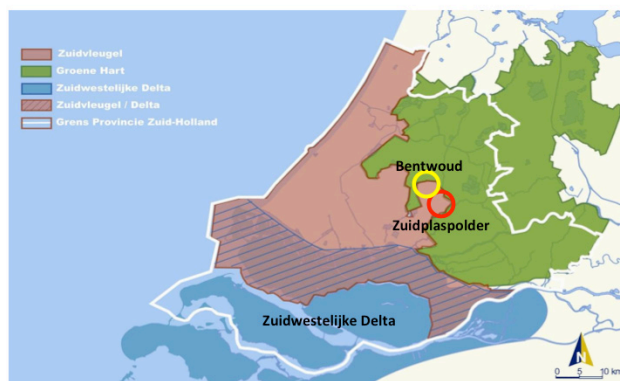 Zuidvleugel
Groene Hart
Zuidwestelijke Delta
Zuidvleugel / Delta
Grens Provincie Zuid-Holland
Bentwoud
Zuidplaspolder
Zuidwestelijke Delta
N
0 5 10 km